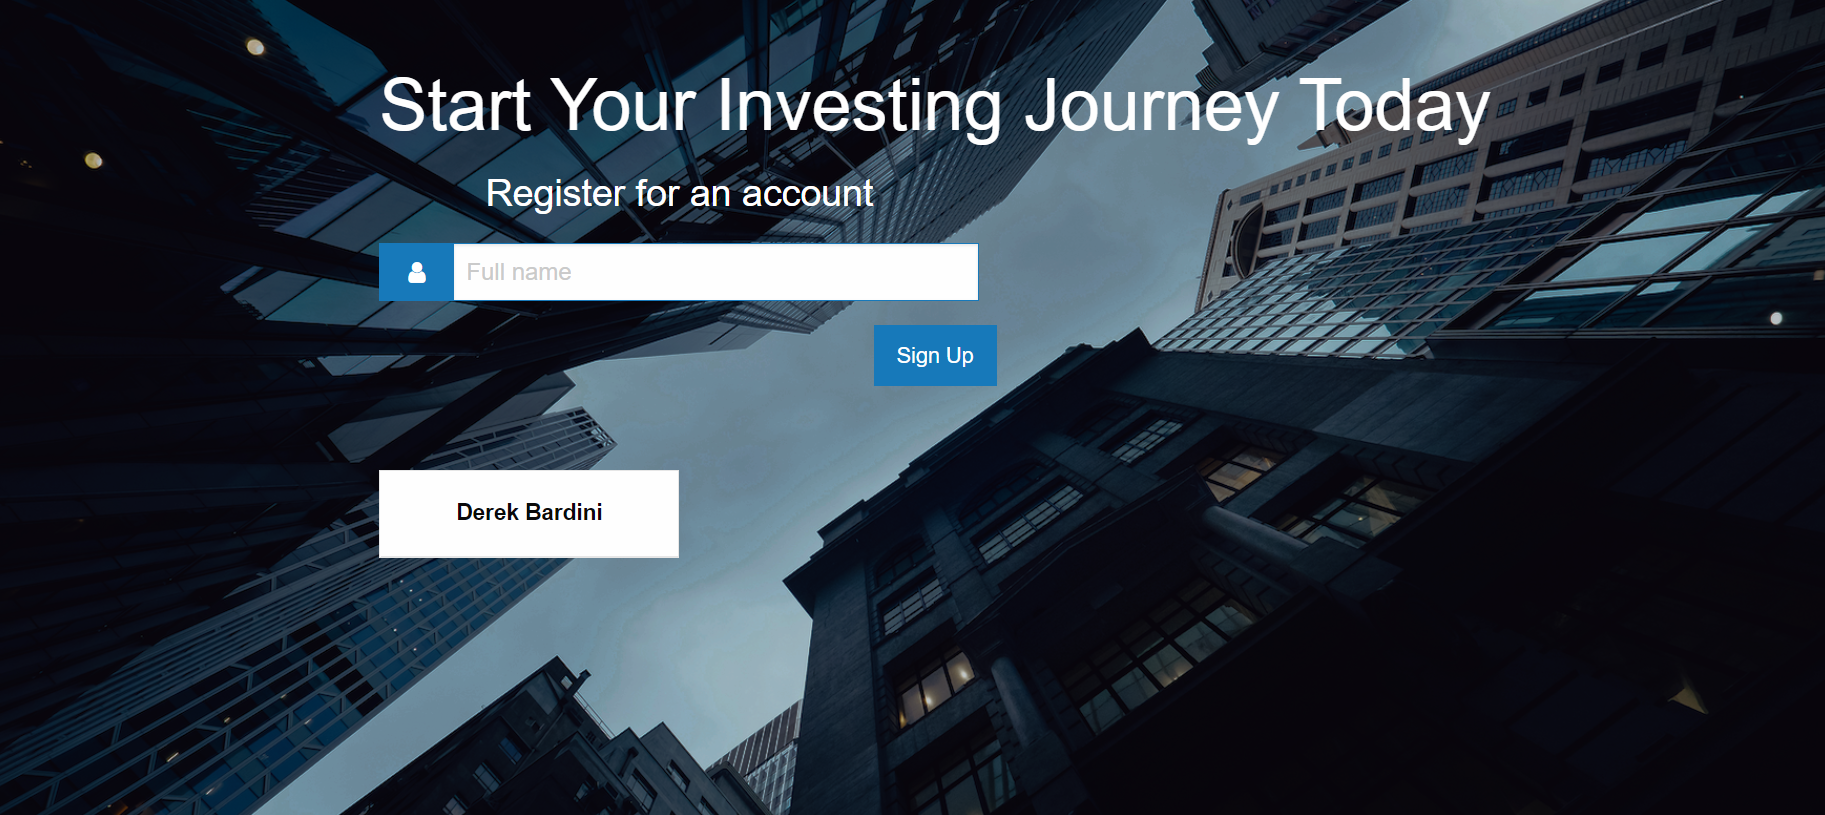 Start Your Investing Journey Today
Register for an account
Full name
Sign Up
Derek Bardini